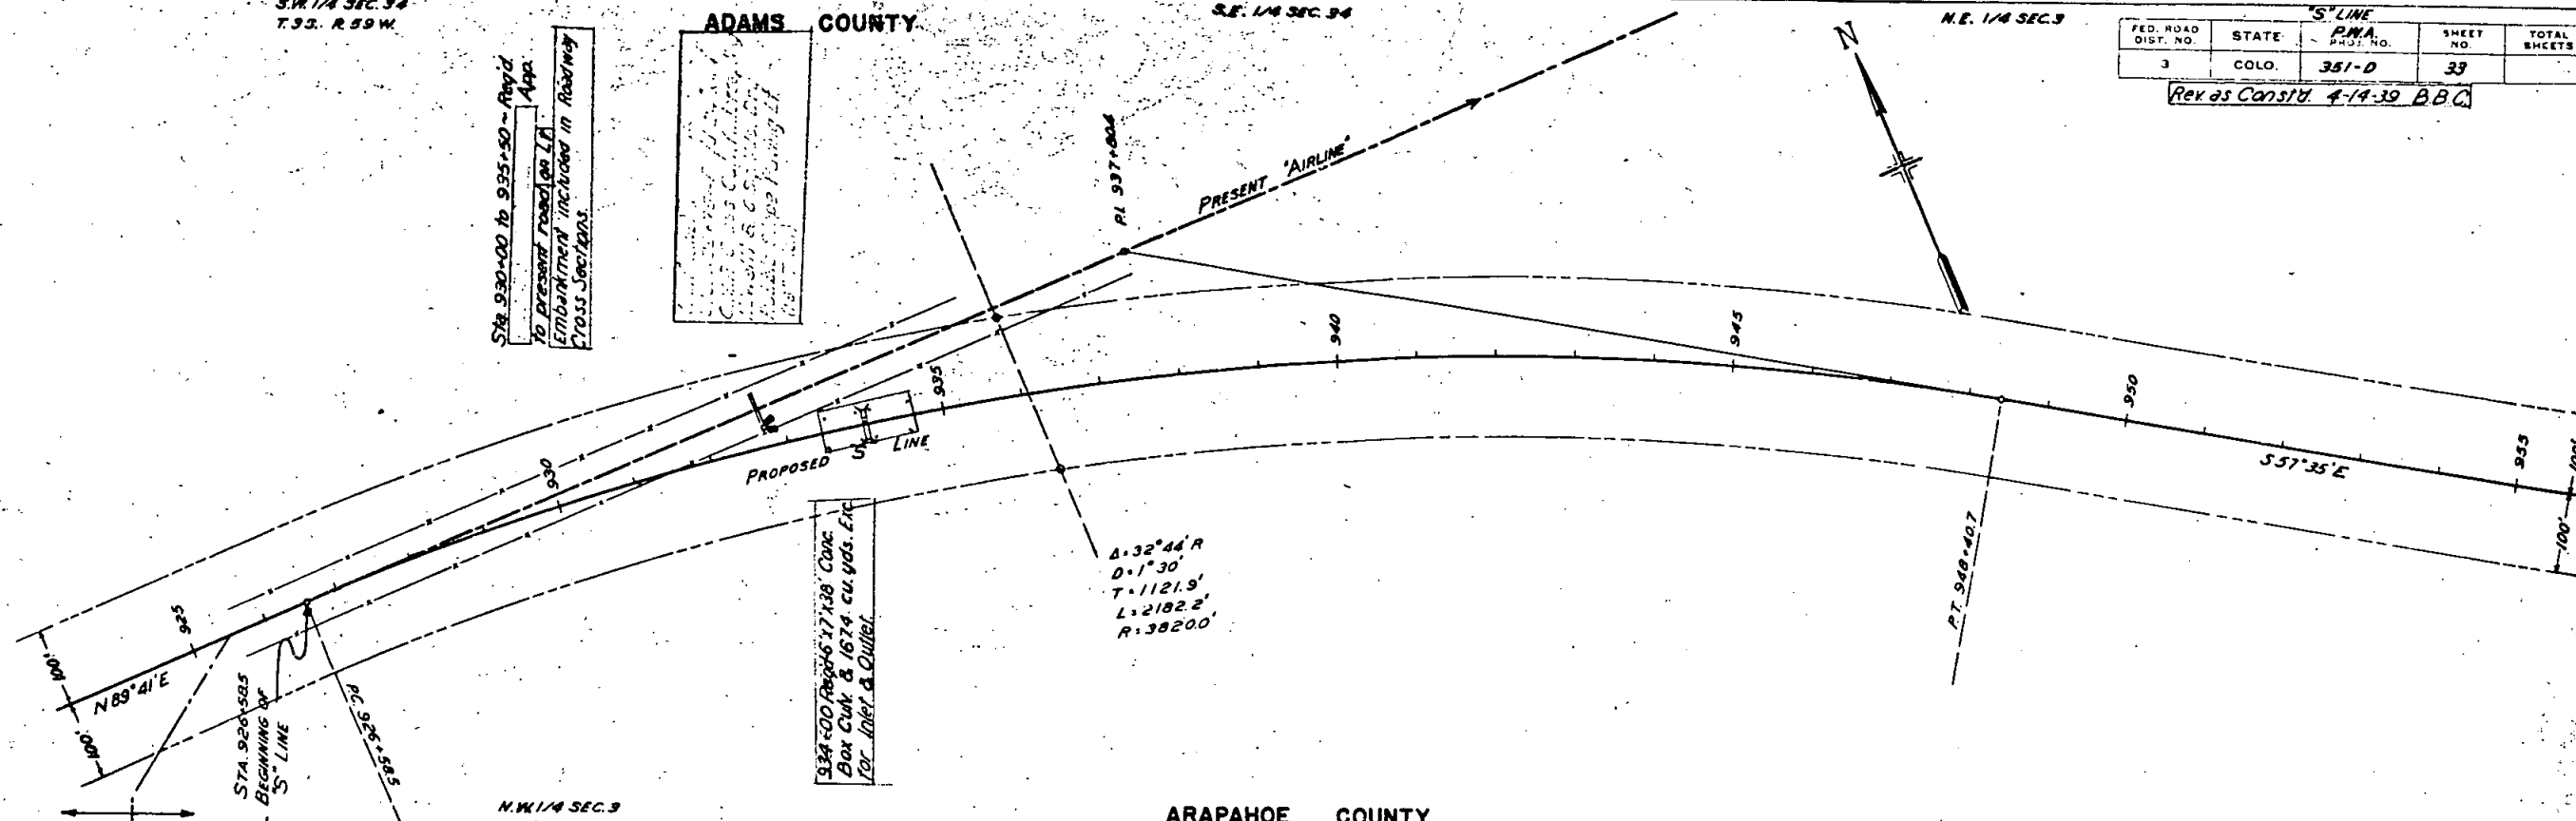 S.W. 1/4 SEC. 34
T.3S. R.59W.
ADAMS COUNTY
S.E. 1/4 SEC. 34
N.E. 1/4 SEC. 3
"S" LINE
FED. ROAD DIST. NO. STATE P.W.A. PROJ. NO. SHEET NO. TOTAL SHEETS
3 COLO. 351-D 33
Rev. as Const'd. 4-14-39 B.B.C.
N
Sta. 930+00 to 935+50 ~ Req'd.
App.
to present road on LT.
Embankment included in Roadway
Cross Sections.
P.I. 937+80.4
PRESENT "AIRLINE"
925
930
935
940
945
950
955
PROPOSED "S" LINE
S 57° 35' E
N 89° 41' E
100'
100'
100'
100'
STA. 926+58.5
BEGINNING OF
"S" LINE
P.C. 926+58.5
934+00 Req'd 6'x7'x38' Conc.
Box Culv. & 1674 cu. yds. Exc.
for Inlet & Outlet.
Δ=32°44' R
D=1°30'
T=1121.9'
L=2182.2'
R=3820.0'
P.T. 948+40.7
N.W. 1/4 SEC. 3
ARAPAHOE COUNTY